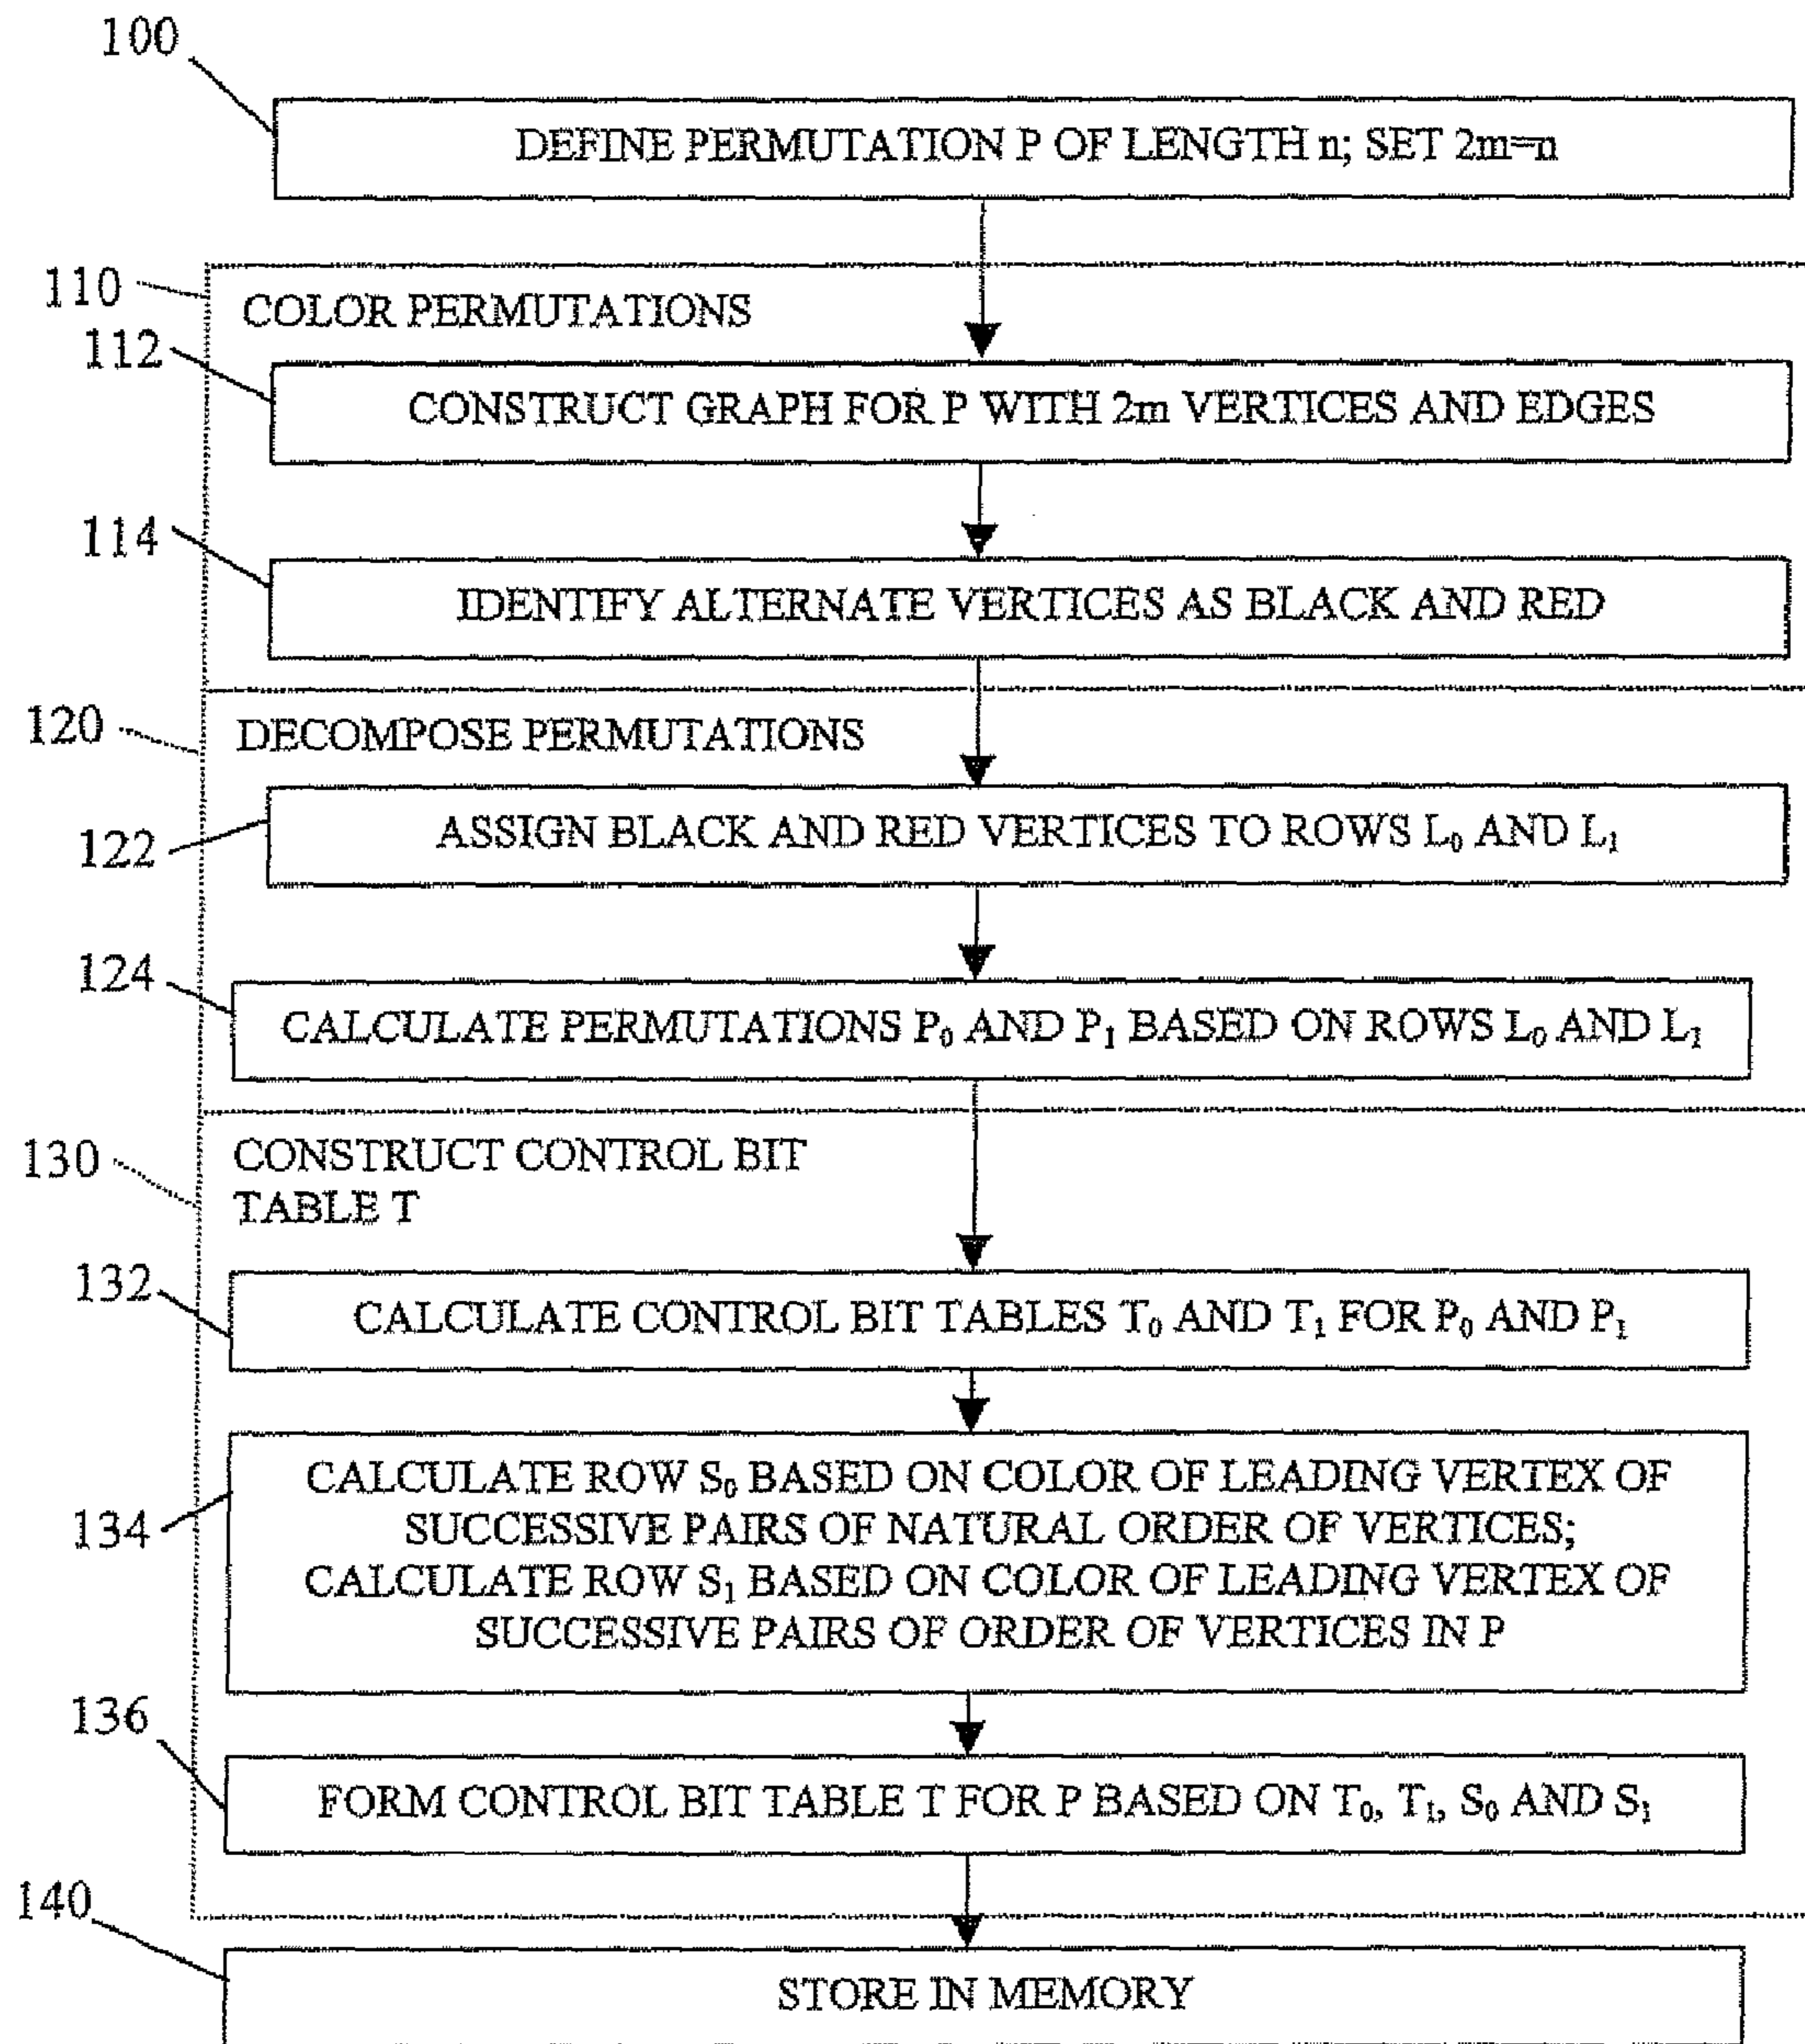 100
DEFINE PERMUTATION P OF LENGTH n; SET 2m=n
110
COLOR PERMUTATIONS
112
CONSTRUCT GRAPH FOR P WITH 2m VERTICES AND EDGES
114
IDENTIFY ALTERNATE VERTICES AS BLACK AND RED
120
DECOMPOSE PERMUTATIONS
122
ASSIGN BLACK AND RED VERTICES TO ROWS L₀ AND L₁
124
CALCULATE PERMUTATIONS P₀ AND P₁ BASED ON ROWS L₀ AND L₁
130
CONSTRUCT CONTROL BIT
TABLE T
132
CALCULATE CONTROL BIT TABLES T₀ AND T₁ FOR P₀ AND P₁
134
CALCULATE ROW S₀ BASED ON COLOR OF LEADING VERTEX OF
SUCCESSIVE PAIRS OF NATURAL ORDER OF VERTICES;
CALCULATE ROW S₁ BASED ON COLOR OF LEADING VERTEX OF
SUCCESSIVE PAIRS OF ORDER OF VERTICES IN P
136
FORM CONTROL BIT TABLE T FOR P BASED ON T₀, T₁, S₀ AND S₁
140
STORE IN MEMORY